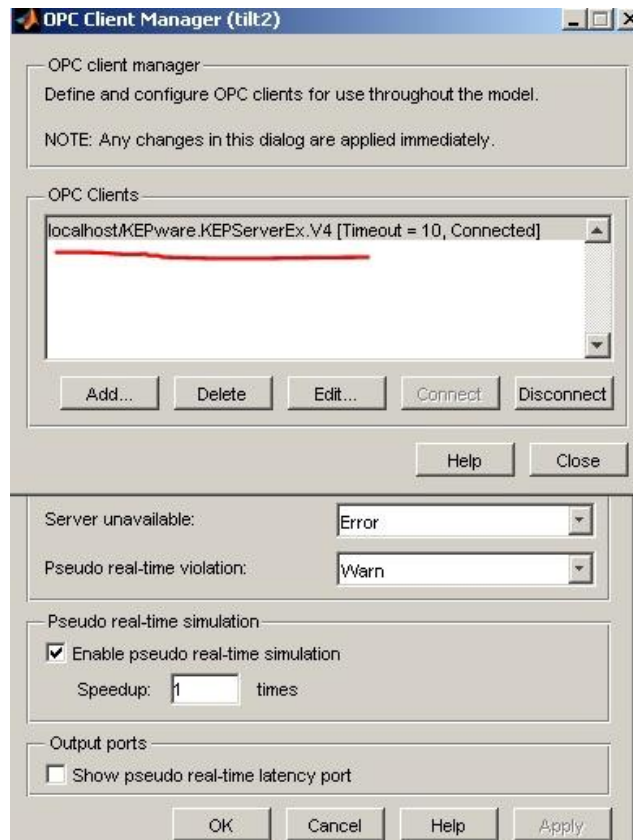 OPC Client Manager (tilt2)
OPC client manager
Define and configure OPC clients for use throughout the model.
NOTE: Any changes in this dialog are applied immediately.
OPC Clients
localhost/KEPware.KEPServerEx.V4 [Timeout = 10, Connected]
Add... Delete Edit... Connect Disconnect
Help Close
Server unavailable: Error
Pseudo real-time violation: Warn
Pseudo real-time simulation
Enable pseudo real-time simulation
Speedup: 1 times
Output ports
Show pseudo real-time latency port
OK Cancel Help Apply